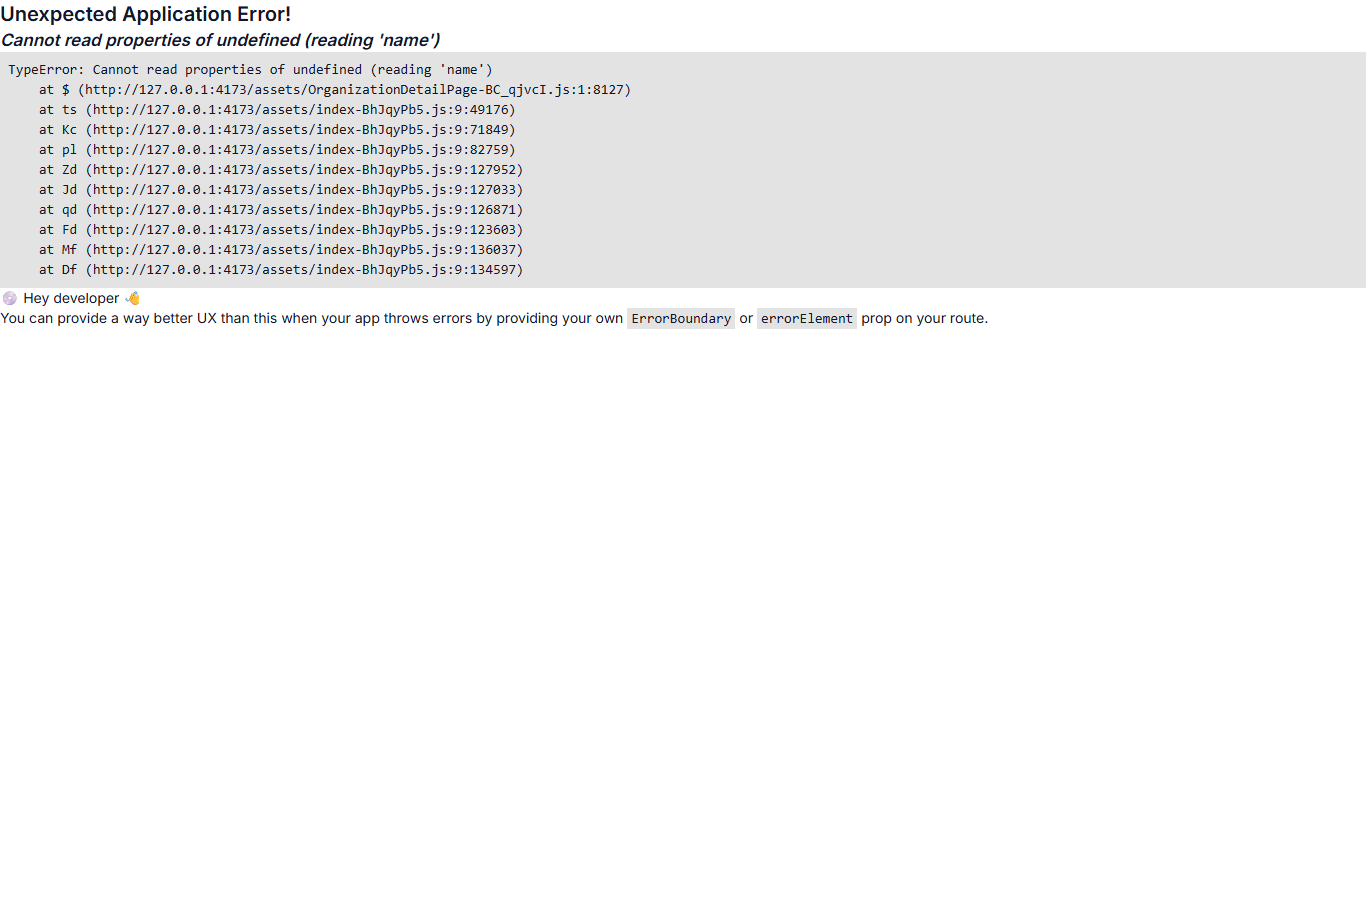 Unexpected Application Error!
Cannot read properties of undefined (reading 'name')
TypeError: Cannot read properties of undefined (reading 'name')
    at $ (http://127.0.0.1:4173/assets/OrganizationDetailPage-BC_qjvcI.js:1:8127)
    at ts (http://127.0.0.1:4173/assets/index-BhJqyPb5.js:9:49176)
    at Kc (http://127.0.0.1:4173/assets/index-BhJqyPb5.js:9:71849)
    at pl (http://127.0.0.1:4173/assets/index-BhJqyPb5.js:9:82759)
    at Zd (http://127.0.0.1:4173/assets/index-BhJqyPb5.js:9:127952)
    at Jd (http://127.0.0.1:4173/assets/index-BhJqyPb5.js:9:127033)
    at qd (http://127.0.0.1:4173/assets/index-BhJqyPb5.js:9:126871)
    at Fd (http://127.0.0.1:4173/assets/index-BhJqyPb5.js:9:123603)
    at Mf (http://127.0.0.1:4173/assets/index-BhJqyPb5.js:9:136037)
    at Df (http://127.0.0.1:4173/assets/index-BhJqyPb5.js:9:134597)
💿 Hey developer 👋
You can provide a way better UX than this when your app throws errors by providing your own ErrorBoundary or errorElement prop on your route.